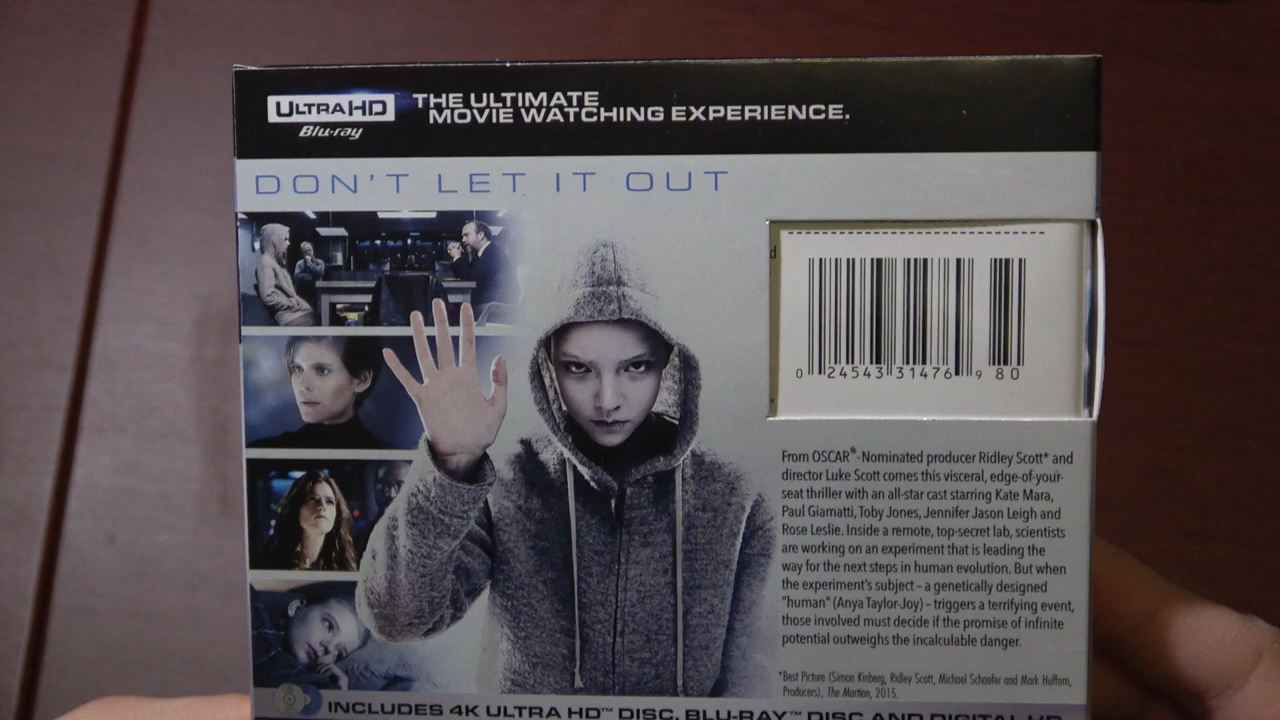 ULTRA HD
Blu-ray
THE ULTIMATE
MOVIE WATCHING EXPERIENCE.
DON'T LET IT OUT
d
0 24543 31476 9 80
From OSCAR®-Nominated producer Ridley Scott* and
director Luke Scott comes this visceral, edge-of-your-
seat thriller with an all-star cast starring Kate Mara,
Paul Giamatti, Toby Jones, Jennifer Jason Leigh and
Rose Leslie. Inside a remote, top-secret lab, scientists
are working on an experiment that is leading the
way for the next steps in human evolution. But when
the experiment's subject – a genetically designed
"human" (Anya Taylor-Joy) – triggers a terrifying event,
those involved must decide if the promise of infinite
potential outweighs the incalculable danger.
*Best Picture (Simon Kinberg, Ridley Scott, Michael Schaefer and Mark Huffam,
Producers), The Martian, 2015.
INCLUDES 4K ULTRA HD™ DISC, BLU-RAY™ DISC AND DIGITAL HD